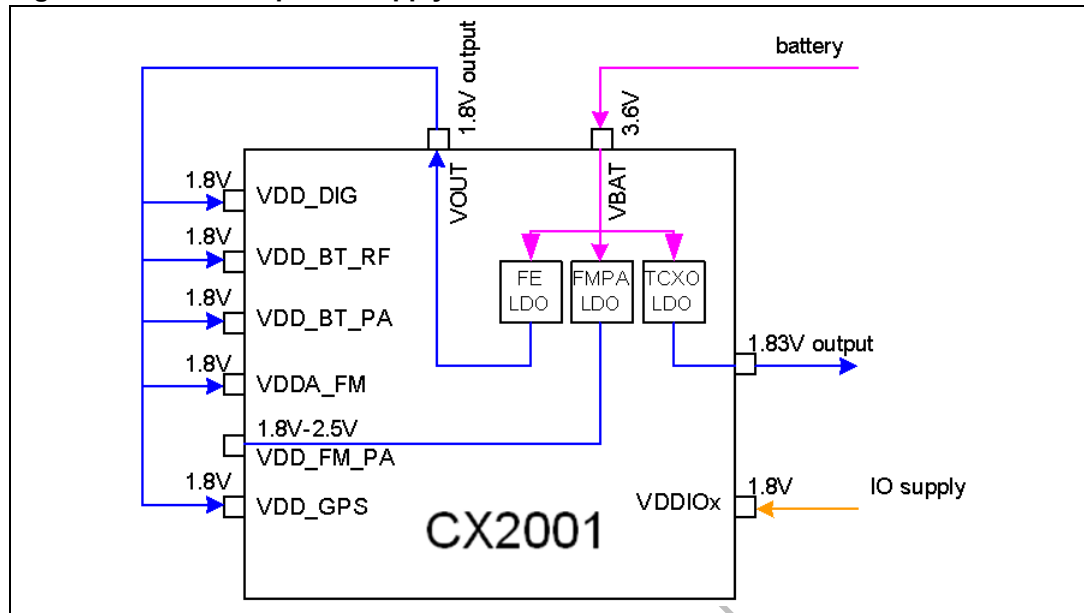 battery
1.8V output
3.6V
VOUT
VBAT
1.8V
VDD_DIG
1.8V
VDD_BT_RF
FE
LDO
FMPA
LDO
TCXO
LDO
1.8V
VDD_BT_PA
1.83V output
1.8V
VDDA_FM
1.8V-2.5V
VDD_FM_PA
1.8V
VDD_GPS
VDDIOx
1.8V
IO supply
CX2001